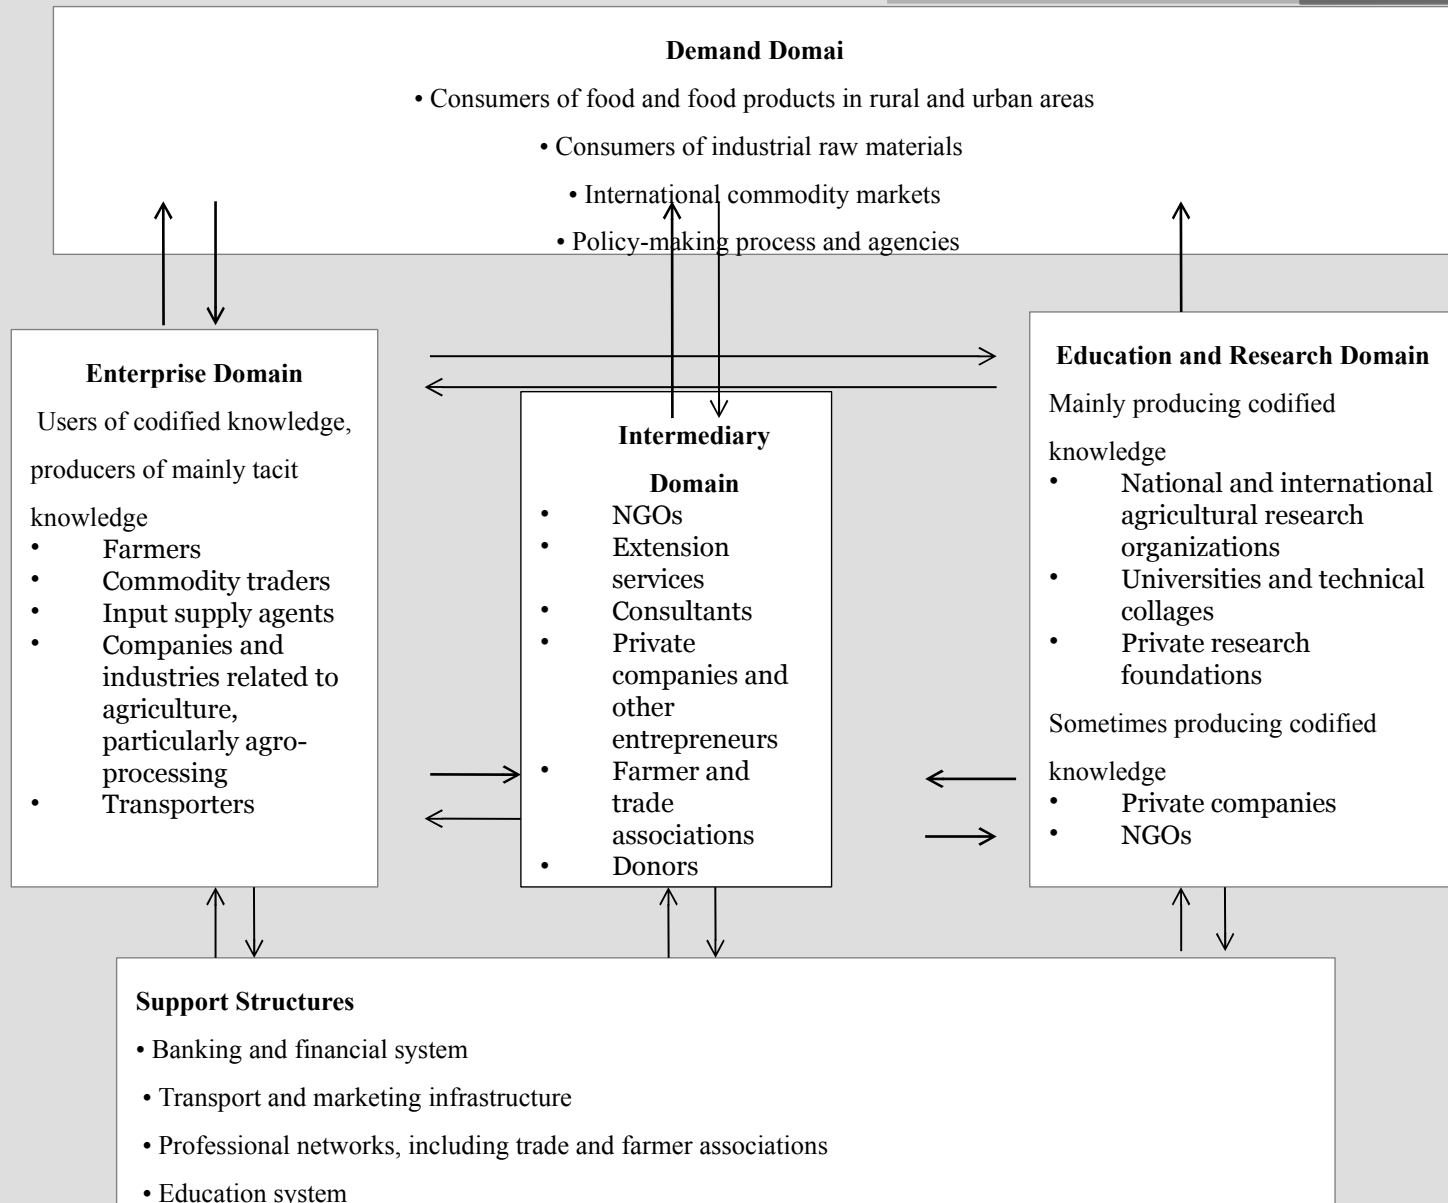 Demand Domai
• Consumers of food and food products in rural and urban areas
• Consumers of industrial raw materials
• International commodity markets
• Policy-making process and agencies
Enterprise Domain
Users of codified knowledge,
producers of mainly tacit
knowledge
• Farmers
• Commodity traders
• Input supply agents
• Companies and
industries related to
agriculture,
particularly agro-
processing
• Transporters
Intermediary
Domain
• NGOs
• Extension
services
• Consultants
• Private
companies and
other
entrepreneurs
• Farmer and
trade
associations
• Donors
Education and Research Domain
Mainly producing codified
knowledge
• National and international
agricultural research
organizations
• Universities and technical
collages
• Private research
foundations
Sometimes producing codified
knowledge
• Private companies
• NGOs
Support Structures
• Banking and financial system
• Transport and marketing infrastructure
• Professional networks, including trade and farmer associations
• Education system